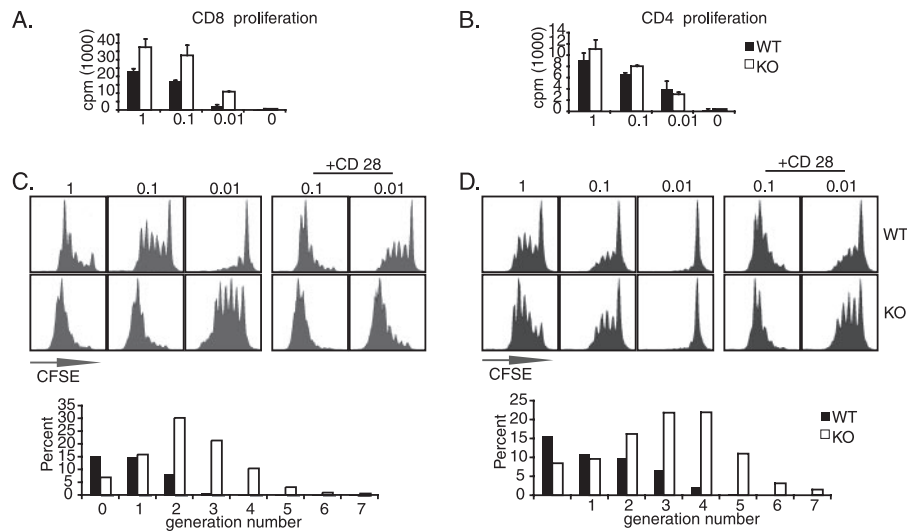 A. CD8 proliferation
cpm (1000)
40
30
20
10
0
1 0.1 0.01 0
B. CD4 proliferation
cpm (1000)
14
12
10
8
6
4
2
0
1 0.1 0.01 0
WT
KO
C.
+CD 28
1 0.1 0.01 0.1 0.01
CFSE
Percent
35
30
25
20
15
10
5
0
0 1 2 3 4 5 6 7
generation number
D.
+CD 28
1 0.1 0.01 0.1 0.01
WT
KO
CFSE
Percent
25
20
15
10
5
0
1 2 3 4 5 6 7
generation number
WT
KO